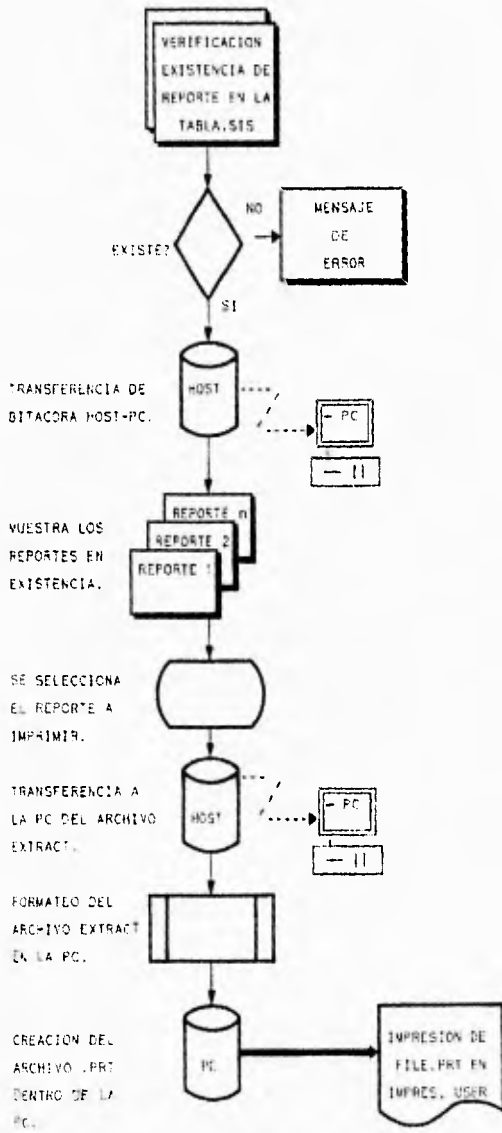 VERIFICACION
EXISTENCIA DE
REPORTE EN LA
TABLA.SIS
EXISTE?
NO
MENSAJE
DE
ERROR
SI
HOST
TRANSFERENCIA DE
BITACORA HOST-PC.
PC
REPORTE n
REPORTE 2
REPORTE 1
MUESTRA LOS
REPORTES EN
EXISTENCIA.
SE SELECCIONA
EL REPORTE A
IMPRIMIR.
TRANSFERENCIA A
LA PC DEL ARCHIVO
EXTRACT.
HOST
PC
FORMATEO DEL
ARCHIVO EXTRACT
EN LA PC.
CREACION DEL
ARCHIVO .PRT
DENTRO DE LA
PC.
PC
IMPRESION DE
FILE.PRT EN
IMPRES. USER